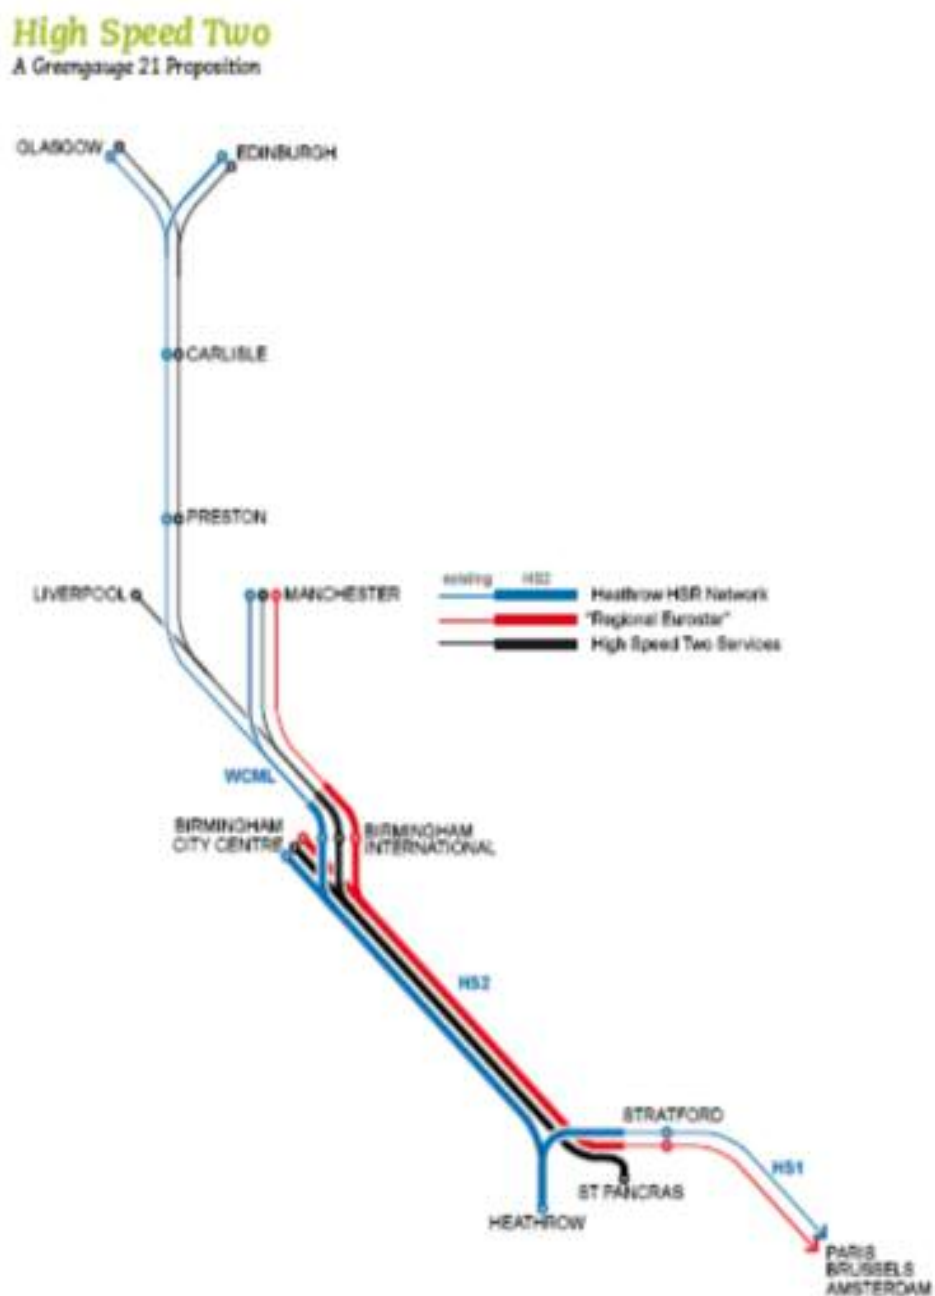 High Speed Two
A Greengauge 21 Proposition
GLASGOW
EDINBURGH
CARLISLE
PRESTON
LIVERPOOL
MANCHESTER
existing HS2
Heathrow HSR Network
"Regional Eurostar"
High Speed Two Services
WCML
BIRMINGHAM
CITY CENTRE
BIRMINGHAM
INTERNATIONAL
HS2
STRATFORD
HS1
ST PANCRAS
HEATHROW
PARIS
BRUSSELS
AMSTERDAM